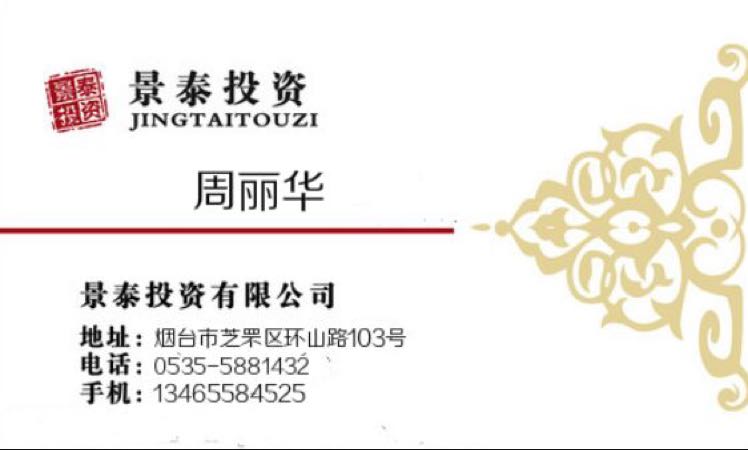 景泰
投资
景泰投资
JINGTAITOUZI
周丽华
景泰投资有限公司
地址：烟台市芝罘区环山路103号
电话：0535-5881432
手机：13465584525